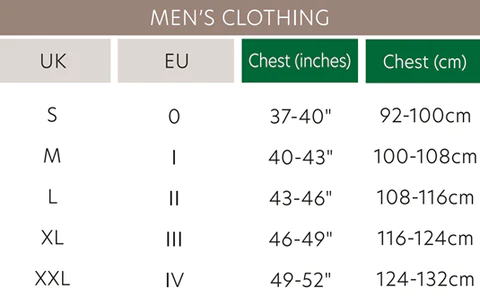 MEN'S CLOTHING
UK EU Chest (inches) Chest (cm)
S 0 37-40" 92-100cm
M I 40-43" 100-108cm
L II 43-46" 108-116cm
XL III 46-49" 116-124cm
XXL IV 49-52" 124-132cm